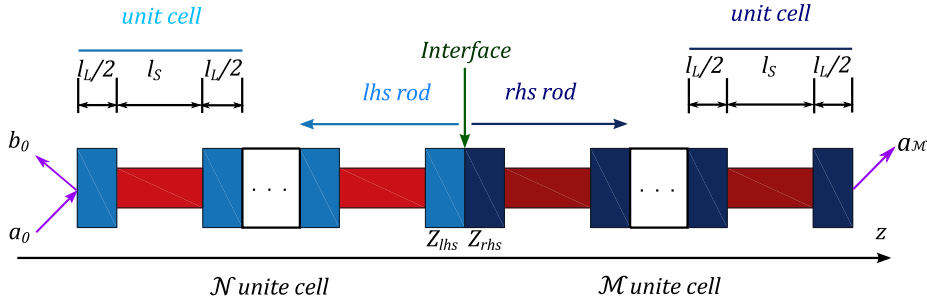 unit cell
unit cell
l_L/2 l_S l_L/2
Interface
l_L/2 l_S l_L/2
lhs rod
rhs rod
b_0
. . .
. . .
a_M
a_0
Z_lhs Z_rhs
z
N unite cell
M unite cell